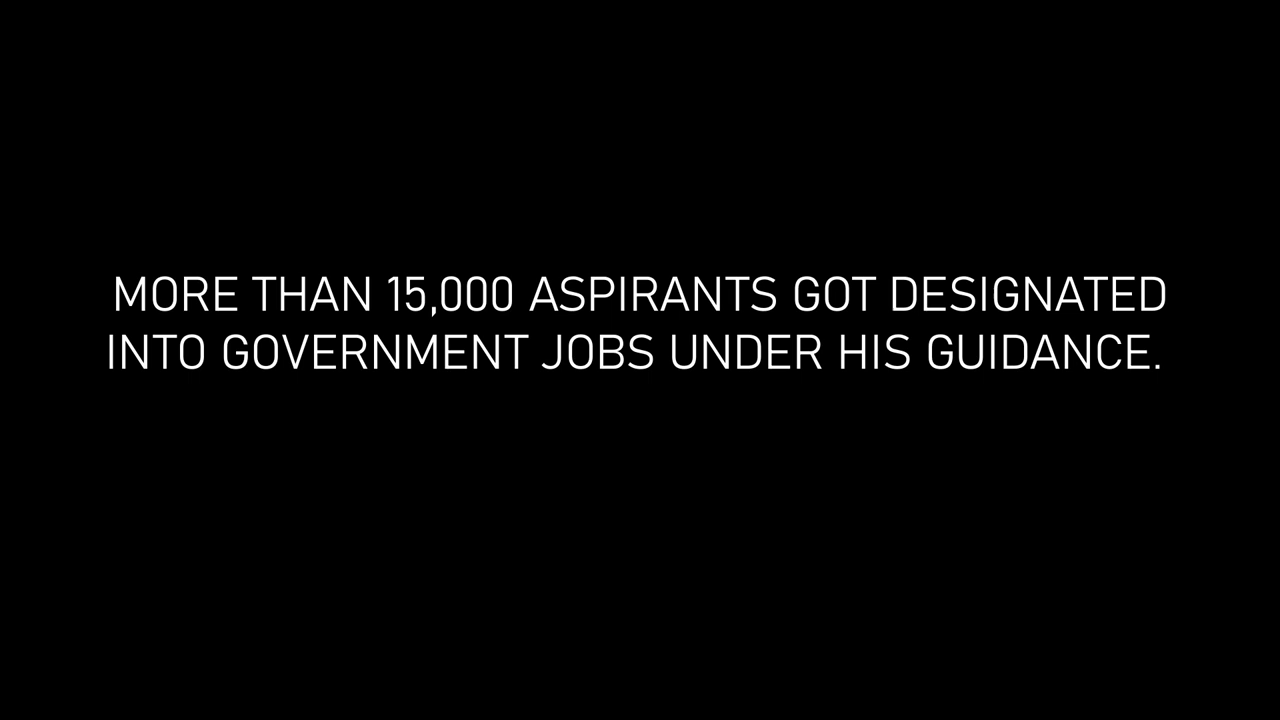 MORE THAN 15,000 ASPIRANTS GOT DESIGNATED
INTO GOVERNMENT JOBS UNDER HIS GUIDANCE.